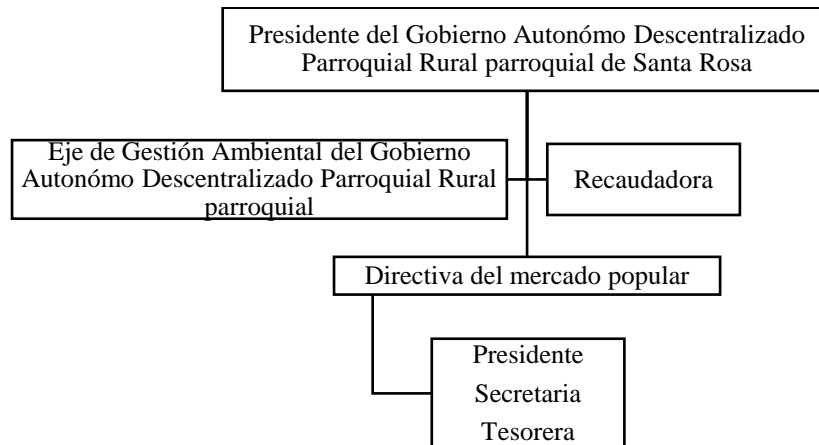 Presidente del Gobierno Autonómo Descentralizado
Parroquial Rural parroquial de Santa Rosa
Eje de Gestión Ambiental del Gobierno
Autonómo Descentralizado Parroquial Rural
parroquial
Recaudadora
Directiva del mercado popular
Presidente
Secretaria
Tesorera